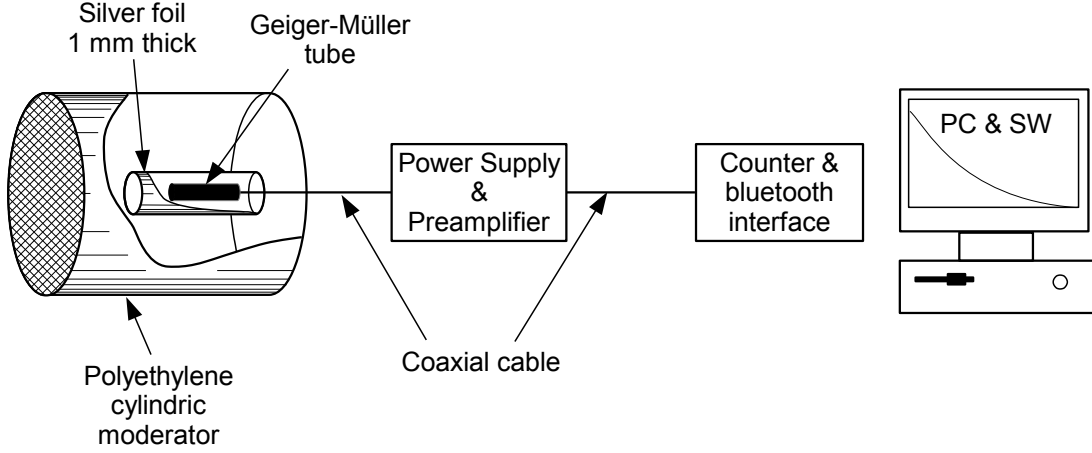 Silver foil
1 mm thick
Geiger-Müller
tube
Power Supply
&
Preamplifier
Counter &
bluetooth
interface
PC & SW
Coaxial cable
Polyethylene
cylindric
moderator